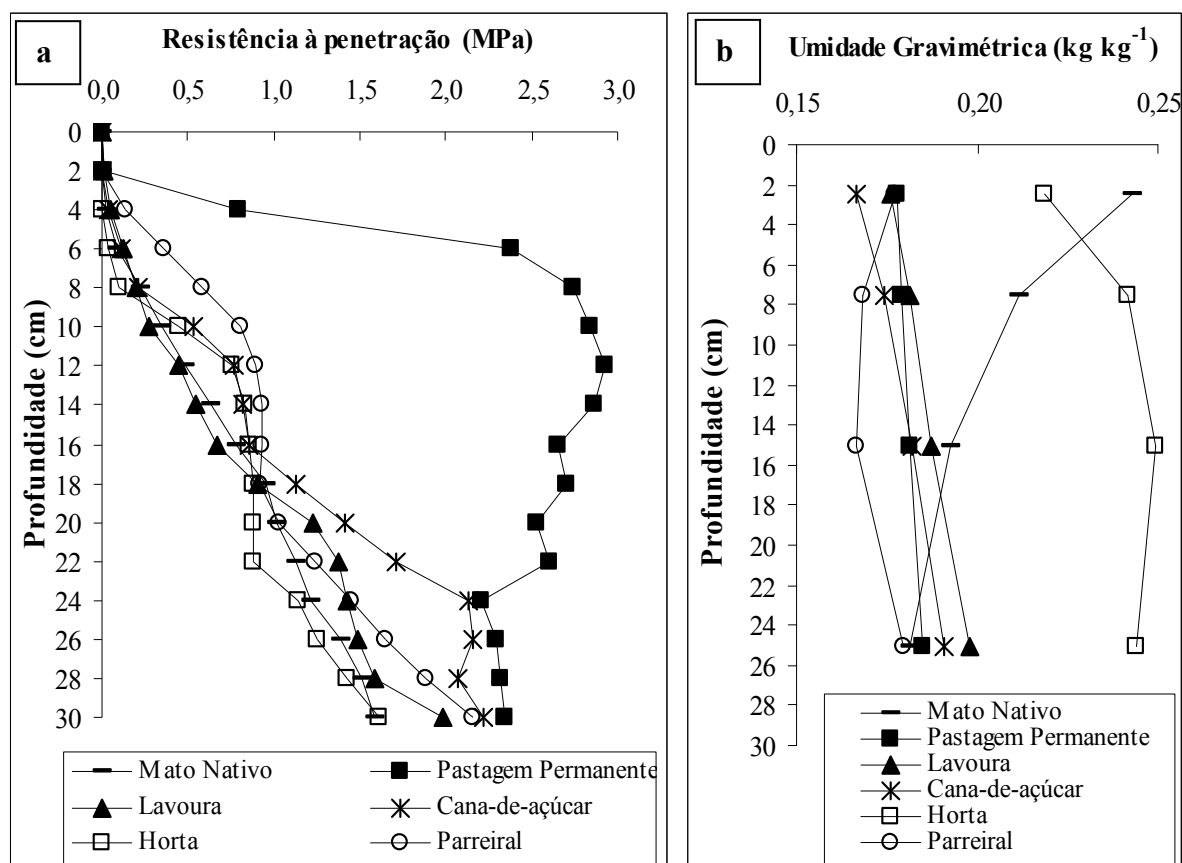 a
Resistência à penetração (MPa)
0,0 0,5 1,0 1,5 2,0 2,5 3,0
Profundidade (cm)
0
2
4
6
8
10
12
14
16
18
20
22
24
26
28
30
Mato Nativo
Pastagem Permanente
Lavoura
Cana-de-açúcar
Horta
Parreiral
b
Umidade Gravimétrica (kg kg⁻¹)
0,15 0,20 0,25
Profundidade (cm)
0
2
4
6
8
10
12
14
16
18
20
22
24
26
28
30
Mato Nativo
Pastagem Permanente
Lavoura
Cana-de-açúcar
Horta
Parreiral